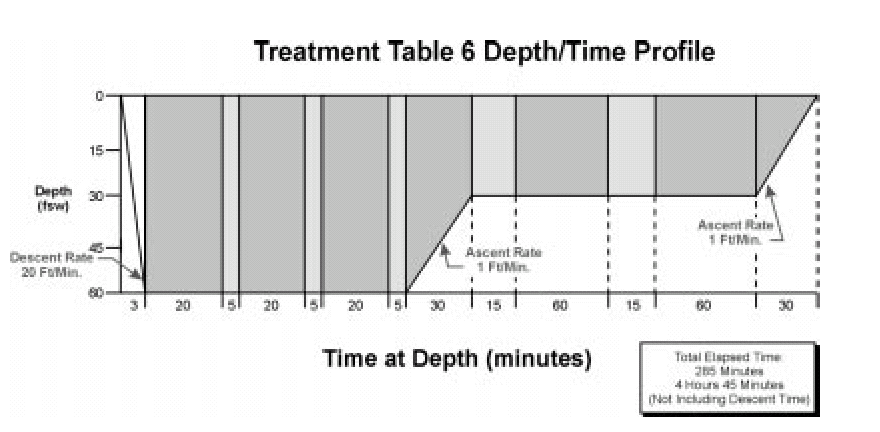 Treatment Table 6 Depth/Time Profile
0
15
30
45
60
Depth
(fsw)
Descent Rate
20 Ft/Min.
Ascent Rate
1 Ft/Min.
Ascent Rate
1 Ft/Min.
3 20 5 20 5 20 5 30 15 60 15 60 30
Time at Depth (minutes)
Total Elapsed Time:
285 Minutes
4 Hours 45 Minutes
(Not Including Descent Time)